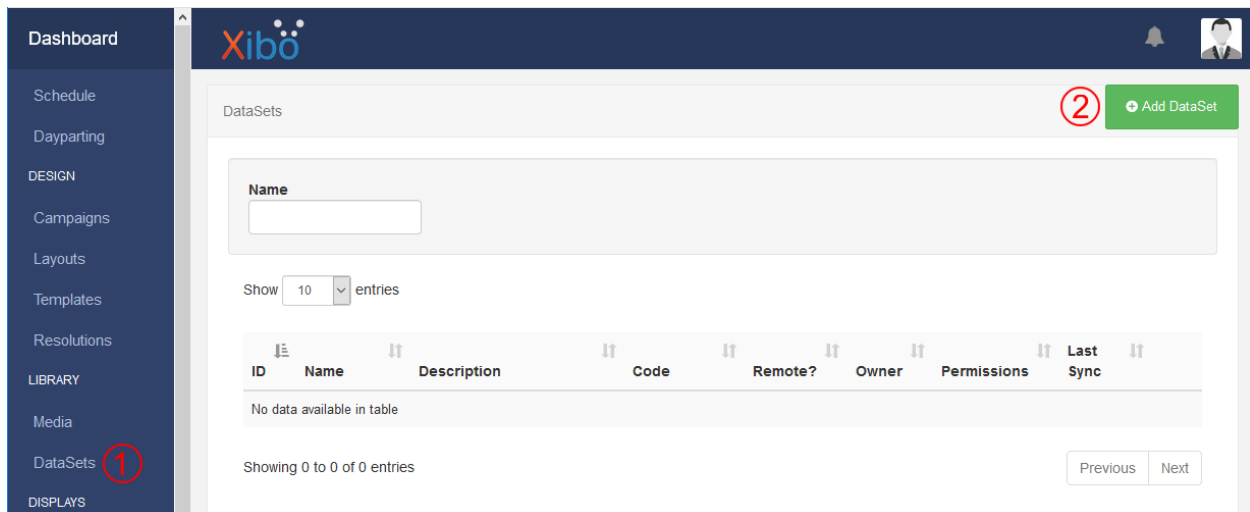 Dashboard
Schedule
Dayparting
DESIGN
Campaigns
Layouts
Templates
Resolutions
LIBRARY
Media
DataSets ①
DISPLAYS
Xibo
DataSets
② Add DataSet
Name
Show 10 entries
ID Name Description Code Remote? Owner Permissions Last Sync
No data available in table
Showing 0 to 0 of 0 entries
Previous Next